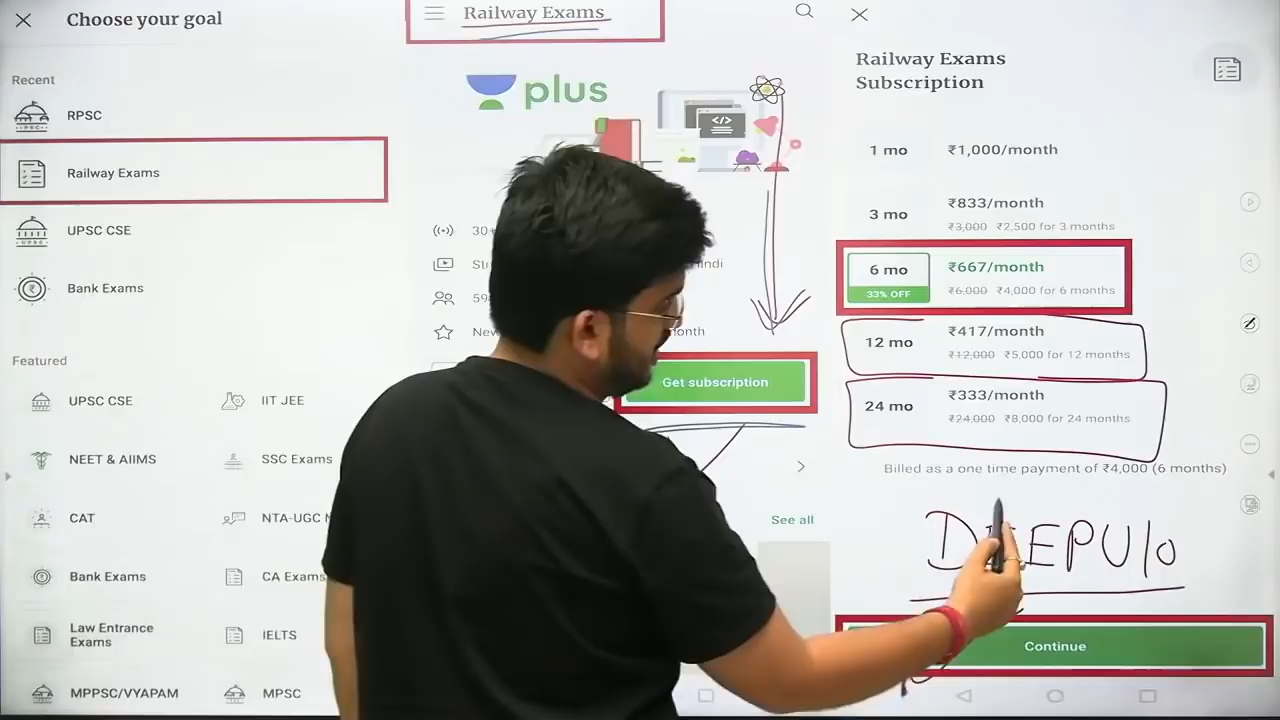 Choose your goal
Recent
RPSC
Railway Exams
UPSC CSE
Bank Exams
Featured
UPSC CSE
IIT JEE
NEET & AIIMS
SSC Exams
CAT
NTA-UGC
Bank Exams
CA Exams
Law Entrance
Exams
IELTS
MPPSC/VYAPAM
MPSC
Railway Exams
plus
</>
30+
Get subscription
See all
Railway Exams
Subscription
1 mo ₹1,000/month
3 mo ₹833/month
₹3,000 ₹2,500 for 3 months
6 mo ₹667/month
33% OFF ₹6,000 ₹4,000 for 6 months
12 mo ₹417/month
₹12,000 ₹5,000 for 12 months
24 mo ₹333/month
₹24,000 ₹8,000 for 24 months
Billed as a one time payment of ₹4,000 (6 months)
DEEPU10
Continue